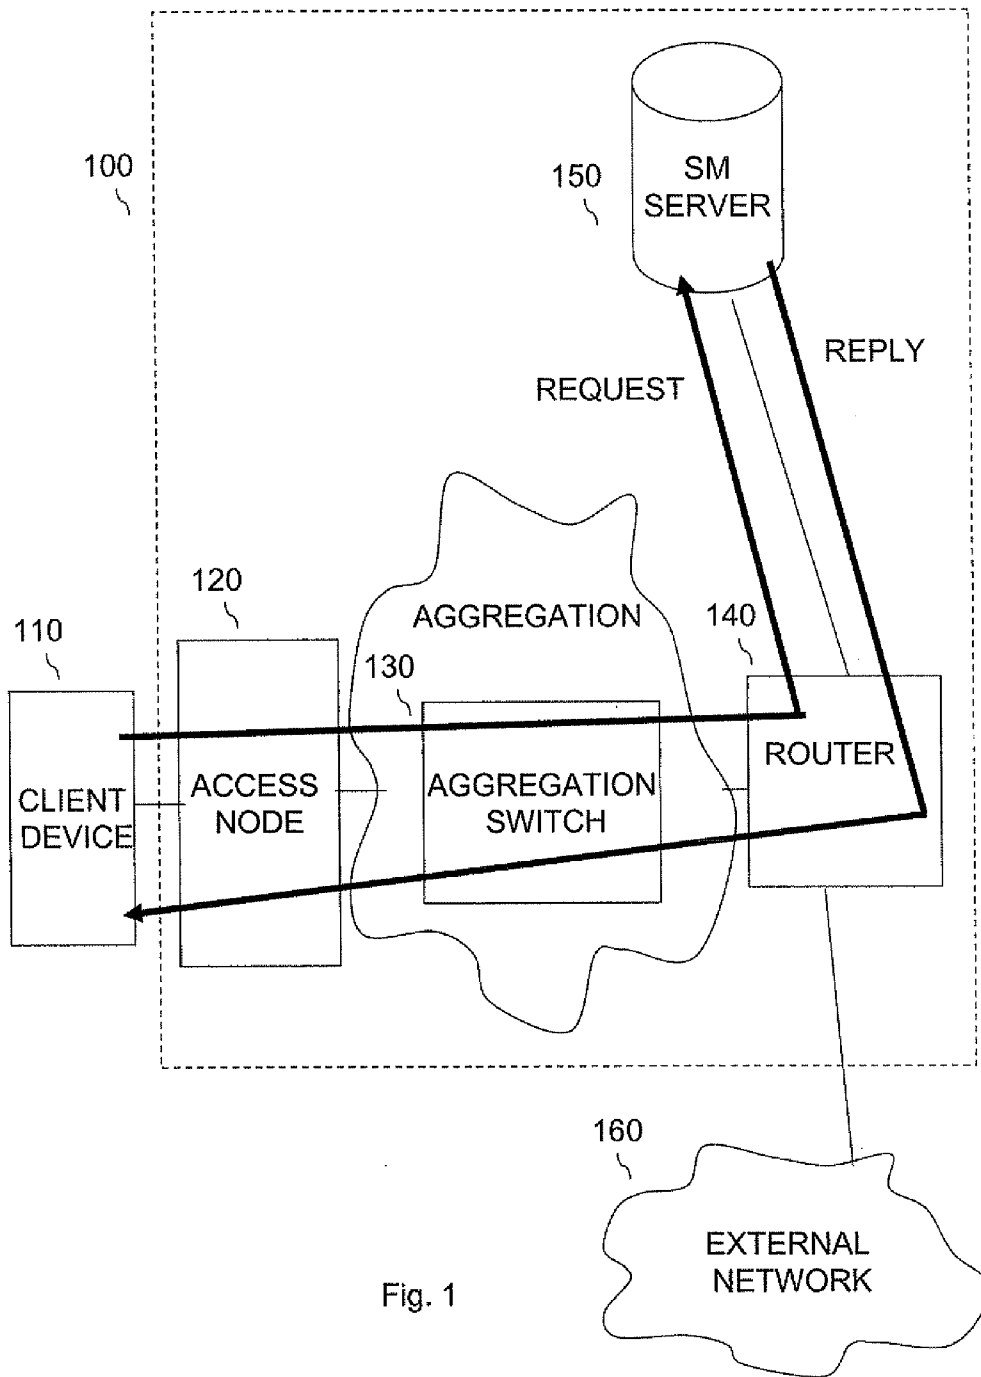 100
150
SM
SERVER
REPLY
REQUEST
120
AGGREGATION
140
110
130
ROUTER
CLIENT
DEVICE
ACCESS
NODE
AGGREGATION
SWITCH
160
EXTERNAL
NETWORK
Fig. 1